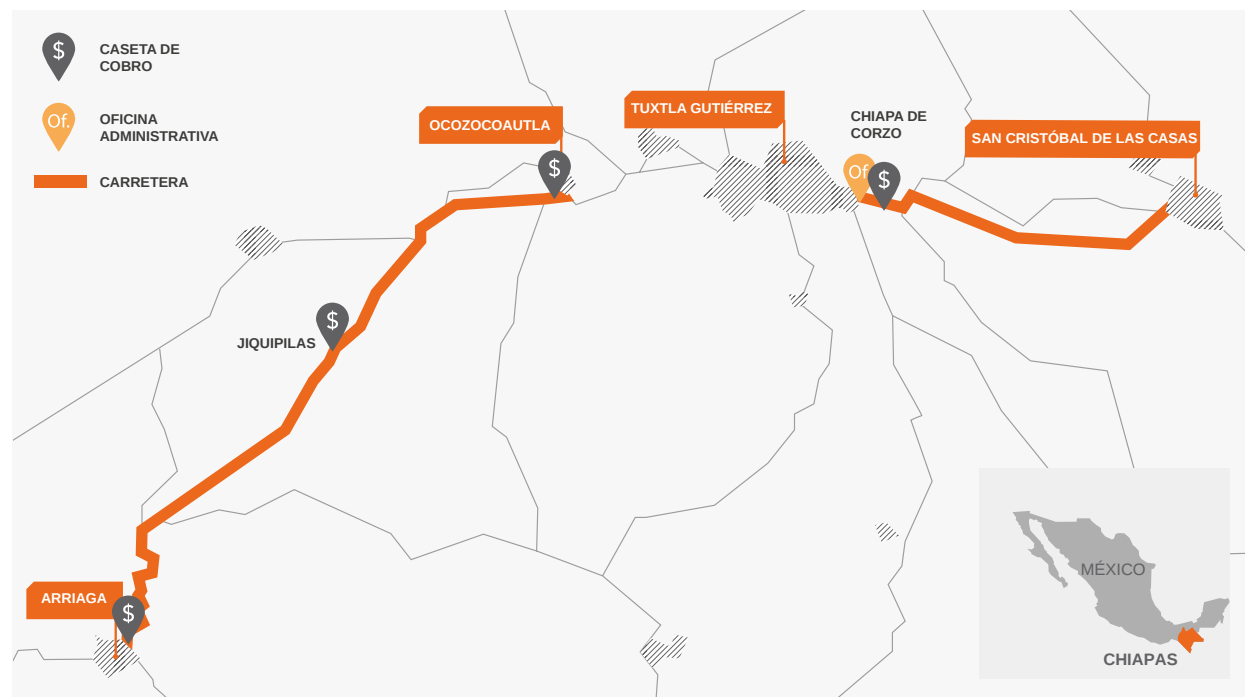 $
CASETA DE
COBRO
Of.
OFICINA
ADMINISTRATIVA
CARRETERA
OCOZOCOAUTLA
$
TUXTLA GUTIÉRREZ
CHIAPA DE
CORZO
Of.
$
SAN CRISTÓBAL DE LAS CASAS
$
JIQUIPILAS
ARRIAGA
$
MÉXICO
CHIAPAS